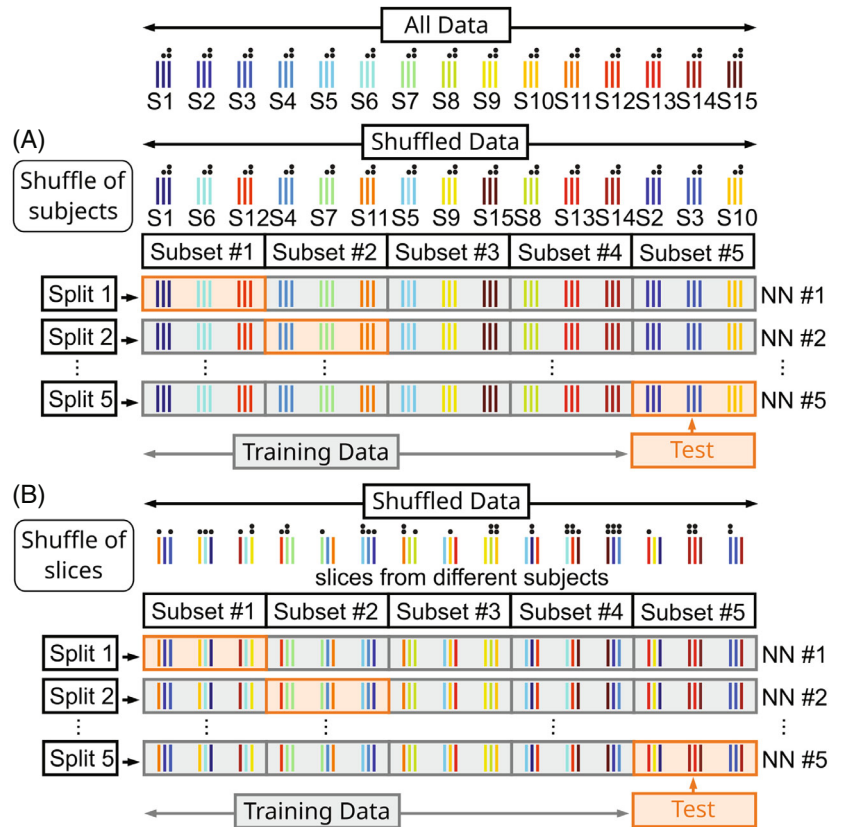 All Data
S1 S2 S3 S4 S5 S6 S7 S8 S9 S10 S11 S12 S13 S14 S15
(A)
Shuffled Data
Shuffle of
subjects
S1 S6 S12 S4 S7 S11 S5 S9 S15 S8 S13 S14 S2 S3 S10
Subset #1 Subset #2 Subset #3 Subset #4 Subset #5
Split 1 NN #1
Split 2 NN #2
Split 5 NN #5
Training Data Test
(B)
Shuffled Data
Shuffle of
slices
slices from different subjects
Subset #1 Subset #2 Subset #3 Subset #4 Subset #5
Split 1 NN #1
Split 2 NN #2
Split 5 NN #5
Training Data Test